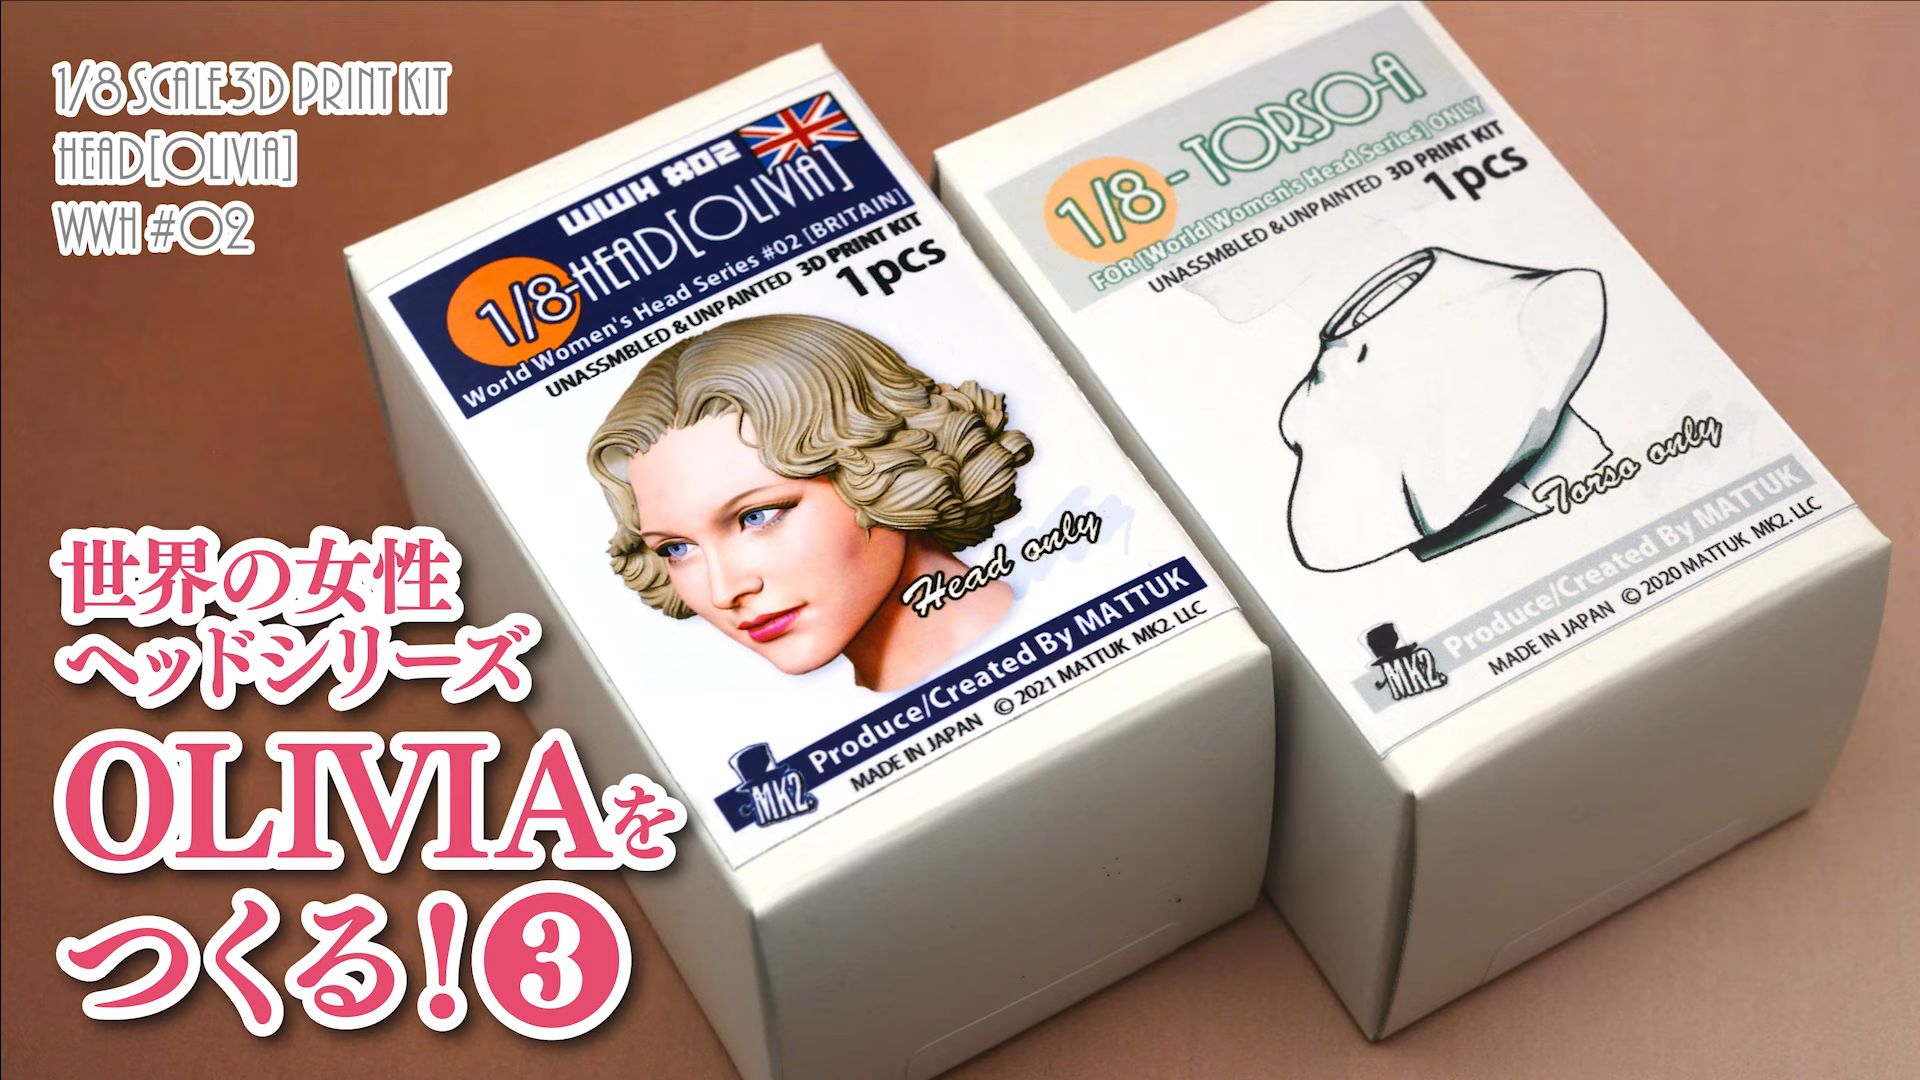 1/8 SCALE 3D PRINT KIT
HEAD[OLIVIA]
WWH #02
世界の女性
ヘッドシリーズ
OLIVIAを
つくる!③
WWH #02
1/8-HEAD[OLIVIA]
World Women's Head Series #02 [BRITAIN]
UNASSMBLED &UNPAINTED 3D PRINT KIT
1pcs
Head only
Produce/Created By MATTUK
MADE IN JAPAN ©2021 MATTUK MK2. LLC
MK2.
1/8-TORSO-A
FOR [World Women's Head Series] ONLY
UNASSMBLED &UNPAINTED 3D PRINT KIT
1pcs
Torso only
Produce/Created By MATTUK
MADE IN JAPAN ©2020 MATTUK MK2. LLC
MK2.